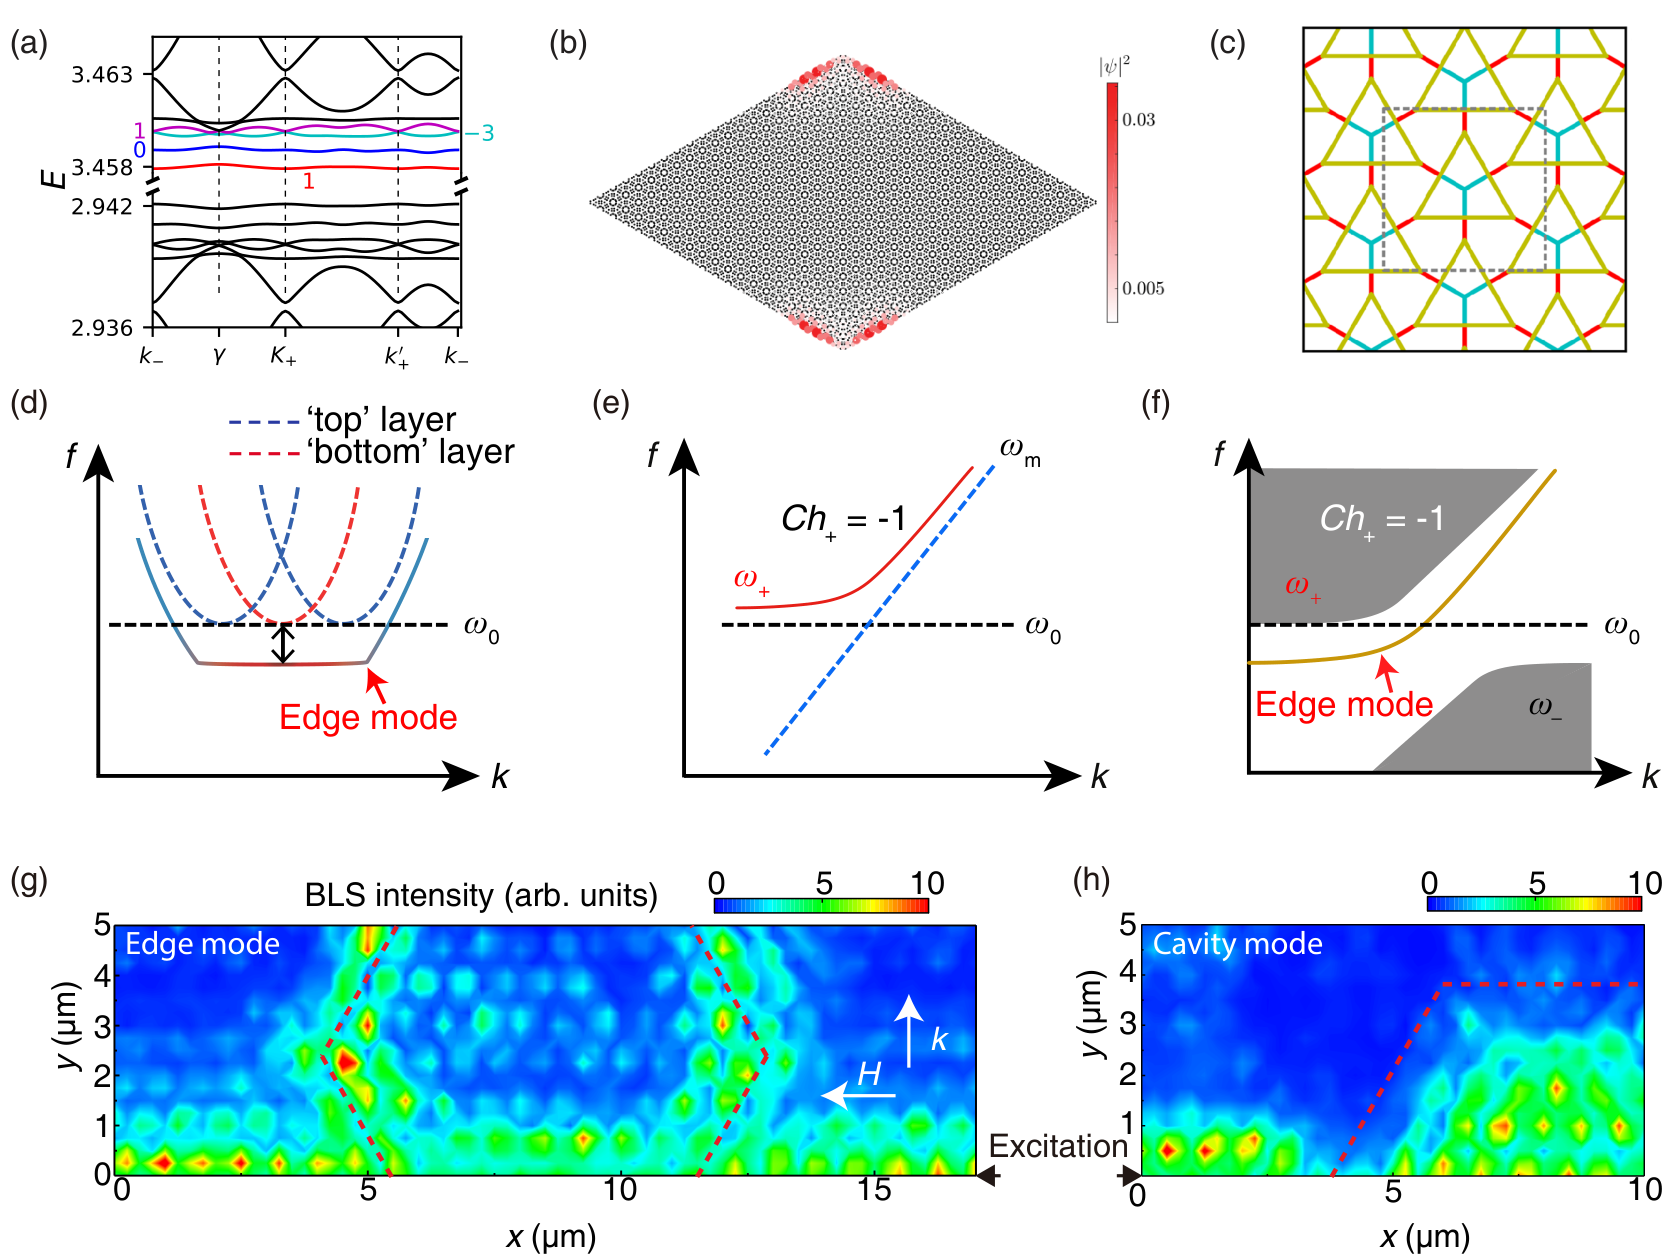 (a)
3.463
1
0
−3
3.458
1
E
2.942
2.936
k₋
γ
K₊
k′₊
k₋
(b)
|ψ|²
0.03
0.005
(c)
(d)
'top' layer
'bottom' layer
f
ω₀
Edge mode
k
(e)
f
ωₘ
Ch₊ = -1
ω₊
ω₀
k
(f)
f
Ch₊ = -1
ω₊
ω₀
Edge mode
ω₋
k
(g)
BLS intensity (arb. units)
0 5 10
Edge mode
5
4
3
2
1
0
y (μm)
H
k
0 5 10 15
x (μm)
Excitation
(h)
0 5 10
Cavity mode
5
4
3
2
1
0
y (μm)
5 10
x (μm)